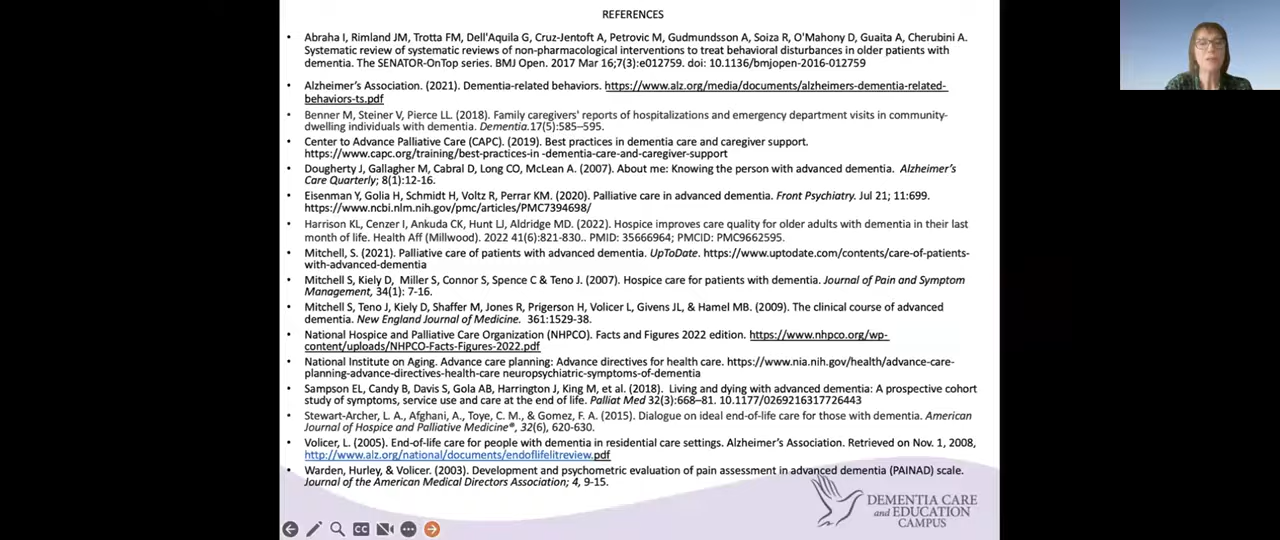 REFERENCES
• Abraha I, Rimland JM, Trotta FM, Dell'Aquila G, Cruz-Jentoft A, Petrovic M, Gudmundsson A, Soiza R, O'Mahony D, Guaita A, Cherubini A.
Systematic review of systematic reviews of non-pharmacological interventions to treat behavioral disturbances in older patients with
dementia. The SENATOR-OnTop series. BMJ Open. 2017 Mar 16;7(3):e012759. doi: 10.1136/bmjopen-2016-012759
• Alzheimer's Association. (2021). Dementia-related behaviors. https://www.alz.org/media/documents/alzheimers-dementia-related-
behaviors-ts.pdf
• Benner M, Steiner V, Pierce LL. (2018). Family caregivers' reports of hospitalizations and emergency department visits in community-
dwelling individuals with dementia. Dementia.17(5):585–595.
• Center to Advance Palliative Care (CAPC). (2019). Best practices in dementia care and caregiver support.
https://www.capc.org/training/best-practices-in -dementia-care-and-caregiver-support
• Dougherty J, Gallagher M, Cabral D, Long CO, McLean A. (2007). About me: Knowing the person with advanced dementia. Alzheimer's
Care Quarterly; 8(1):12-16.
• Eisenman Y, Golia H, Schmidt H, Voltz R, Perrar KM. (2020). Palliative care in advanced dementia. Front Psychiatry. Jul 21; 11:699.
https://www.ncbi.nlm.nih.gov/pmc/articles/PMC7394698/
• Harrison KL, Cenzer I, Ankuda CK, Hunt LJ, Aldridge MD. (2022). Hospice improves care quality for older adults with dementia in their last
month of life. Health Aff (Millwood). 2022 41(6):821-830.. PMID: 35666964; PMCID: PMC9662595.
• Mitchell, S. (2021). Palliative care of patients with advanced dementia. UpToDate. https://www.uptodate.com/contents/care-of-patients-
with-advanced-dementia
• Mitchell S, Kiely D, Miller S, Connor S, Spence C & Teno J. (2007). Hospice care for patients with dementia. Journal of Pain and Symptom
Management, 34(1): 7-16.
• Mitchell S, Teno J, Kiely D, Shaffer M, Jones R, Prigerson H, Volicer L, Givens JL, & Hamel MB. (2009). The clinical course of advanced
dementia. New England Journal of Medicine. 361:1529-38.
• National Hospice and Palliative Care Organization (NHPCO). Facts and Figures 2022 edition. https://www.nhpco.org/wp-
content/uploads/NHPCO-Facts-Figures-2022.pdf
• National Institute on Aging. Advance care planning: Advance directives for health care. https://www.nia.nih.gov/health/advance-care-
planning-advance-directives-health-care neuropsychiatric-symptoms-of-dementia
• Sampson EL, Candy B, Davis S, Gola AB, Harrington J, King M, et al. (2018). Living and dying with advanced dementia: A prospective cohort
study of symptoms, service use and care at the end of life. Palliat Med 32(3):668–81. 10.1177/0269216317726443
• Stewart-Archer, L. A., Afghani, A., Toye, C. M., & Gomez, F. A. (2015). Dialogue on ideal end-of-life care for those with dementia. American
Journal of Hospice and Palliative Medicine®, 32(6), 620-630.
• Volicer, L. (2005). End-of-life care for people with dementia in residential care settings. Alzheimer's Association. Retrieved on Nov. 1, 2008,
http://www.alz.org/national/documents/endoflifelitreview.pdf
• Warden, Hurley, & Volicer. (2003). Development and psychometric evaluation of pain assessment in advanced dementia (PAINAD) scale.
Journal of the American Medical Directors Association; 4, 9-15.
DEMENTIA CARE
and EDUCATION
CAMPUS
CC